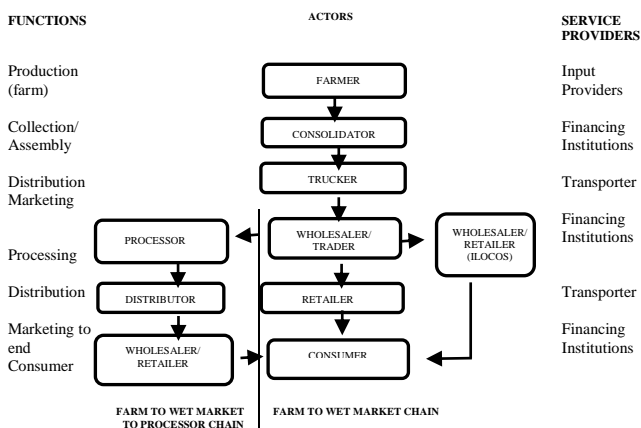 FUNCTIONS
ACTORS
SERVICE
PROVIDERS
Production
(farm)
FARMER
Input
Providers
Collection/
Assembly
CONSOLIDATOR
Financing
Institutions
Distribution
Marketing
TRUCKER
Transporter
Processing
PROCESSOR
WHOLESALER/
TRADER
WHOLESALER/
RETAILER
(ILOCOS)
Financing
Institutions
Distribution
DISTRIBUTOR
RETAILER
Transporter
Marketing to
end
Consumer
WHOLESALER/
RETAILER
CONSUMER
Financing
Institutions
FARM TO WET MARKET
TO PROCESSOR CHAIN
FARM TO WET MARKET CHAIN